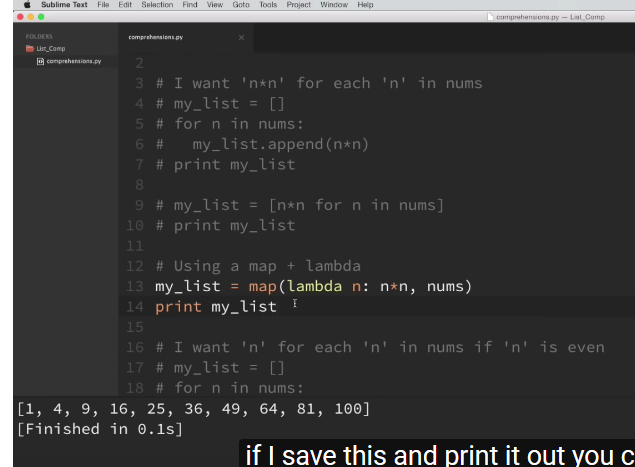 Sublime Text File Edit Selection Find View Goto Tools Project Window Help
comprehensions.py — List_Comp
FOLDERS
List_Comp
comprehensions.py
comprehensions.py ×
2
3 # I want 'n*n' for each 'n' in nums
4 # my_list = []
5 # for n in nums:
6 #   my_list.append(n*n)
7 # print my_list
8
9 # my_list = [n*n for n in nums]
10 # print my_list
11
12 # Using a map + lambda
13 my_list = map(lambda n: n*n, nums)
14 print my_list
15
16 # I want 'n' for each 'n' in nums if 'n' is even
17 # my_list = []
18 # for n in nums:
[1, 4, 9, 16, 25, 36, 49, 64, 81, 100]
[Finished in 0.1s]
if I save this and print it out you c